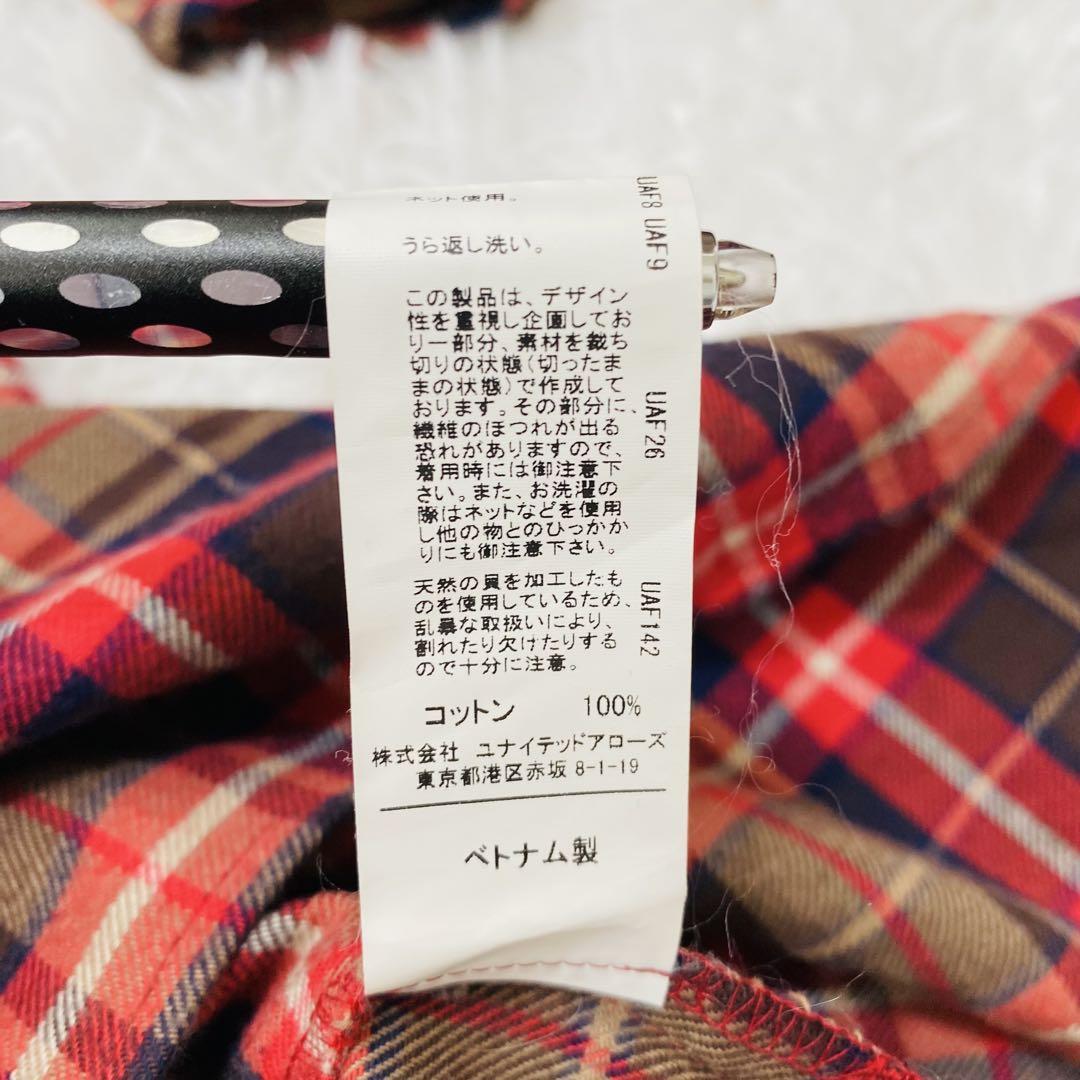 ネット使用。
うら返し洗い。
この製品は、デザイン
性を重視し企画してお
り一部分、素材を裁ち
切りの状態(切ったま
まの状態)で作成して
おります。その部分に、
繊維のほつれが出る
恐れがありますので、
着用時には御注意下
さい。また、お洗濯の
際はネットなどを使用
し他の物とのひっかか
りにも御注意下さい。
天然の貝を加工したも
のを使用しているため、
乱暴な取扱いにより、
割れたり欠けたりする
ので十分に注意。
コットン 100%
株式会社 ユナイテッドアローズ
東京都港区赤坂 8-1-19
ベトナム製
UAF8 UAF9
UAF26
UAF142